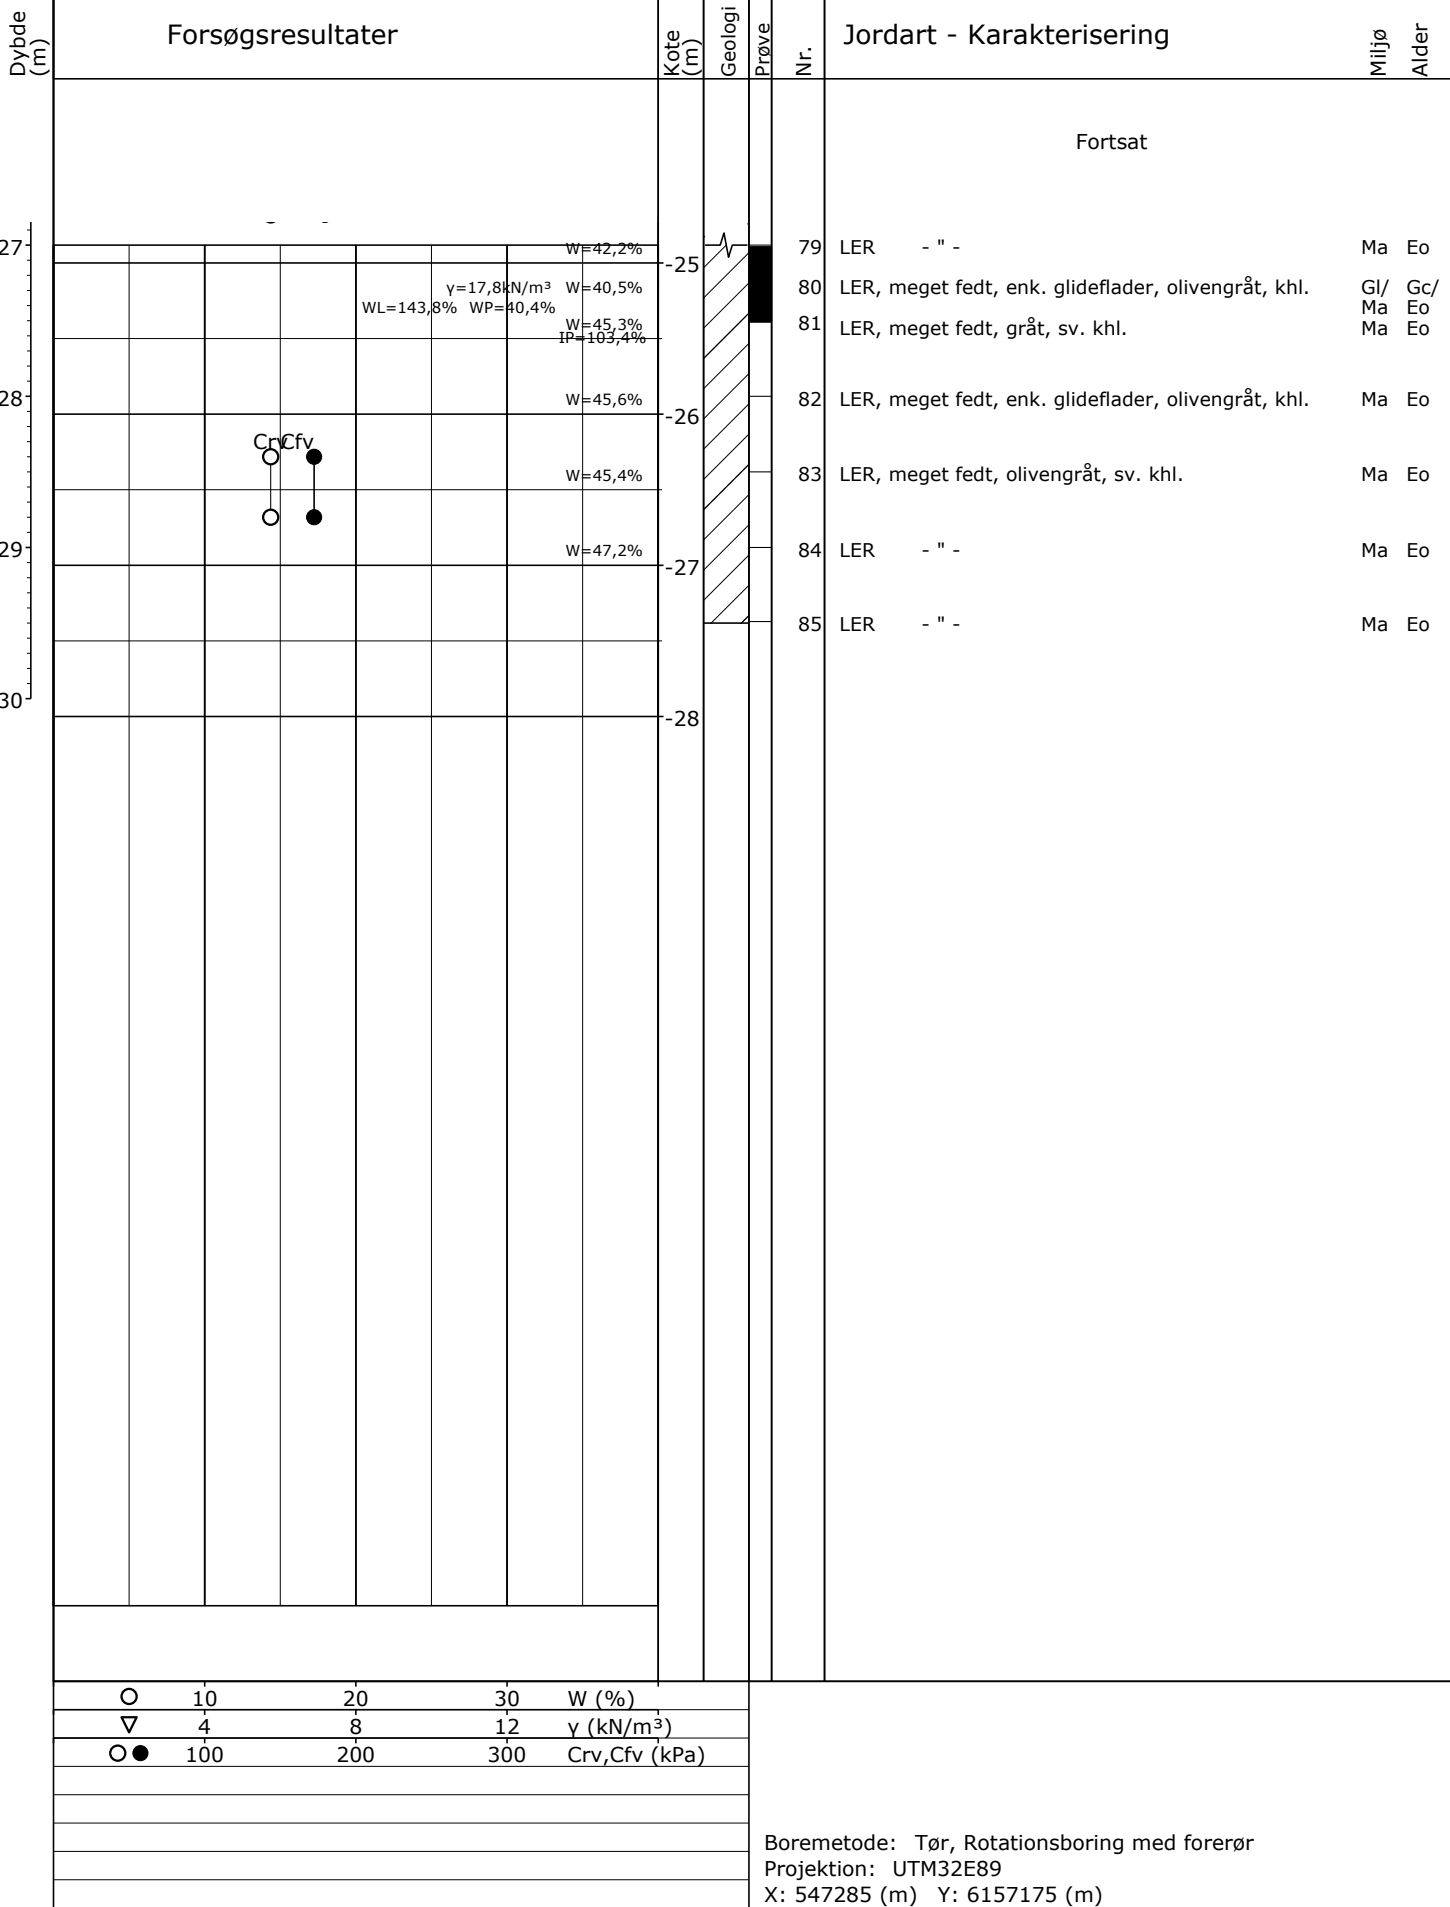 Dybde (m)
Forsøgsresultater
Kote (m)
Geologi
Prøve
Nr.
Jordart - Karakterisering
Miljø
Alder
Fortsat
27
W=42,2%
-25
79 LER - " - Ma Eo
γ=17,8kN/m³ W=40,5%
80 LER, meget fedt, enk. glideflader, olivengråt, khl. Gl/ Gc/
WL=143,8% WP=40,4%
Ma Eo
W=45,3%
81 LER, meget fedt, gråt, sv. khl. Ma Eo
IP=103,4%
28
W=45,6%
82 LER, meget fedt, enk. glideflader, olivengråt, khl. Ma Eo
-26
Crv Cfv
W=45,4%
83 LER, meget fedt, olivengråt, sv. khl. Ma Eo
29
W=47,2%
84 LER - " - Ma Eo
-27
85 LER - " - Ma Eo
30
-28
10 20 30 W (%)
4 8 12 γ (kN/m³)
100 200 300 Crv,Cfv (kPa)
Boremetode: Tør, Rotationsboring med forerør
Projektion: UTM32E89
X: 547285 (m) Y: 6157175 (m)